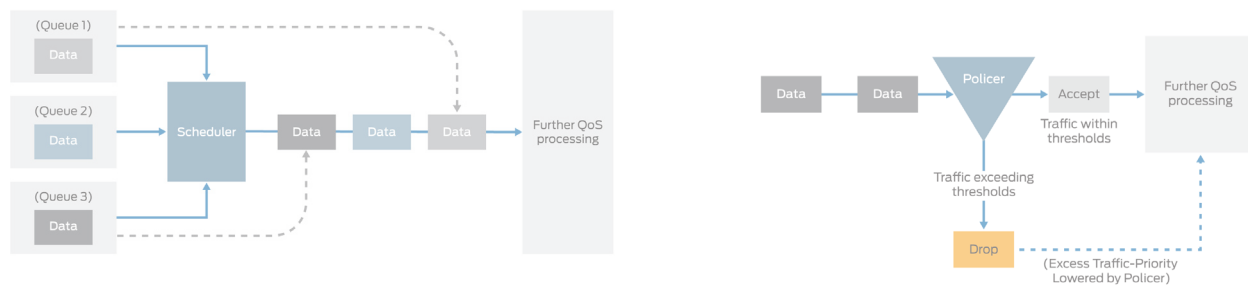 (Queue 1)
Data
(Queue 2)
Data
(Queue 3)
Data
Scheduler
Data
Data
Data
Further QoS
processing
Data
Data
Policer
Accept
Traffic within
thresholds
Further QoS
processing
Traffic exceeding
thresholds
Drop
(Excess Traffic-Priority
Lowered by Policer)